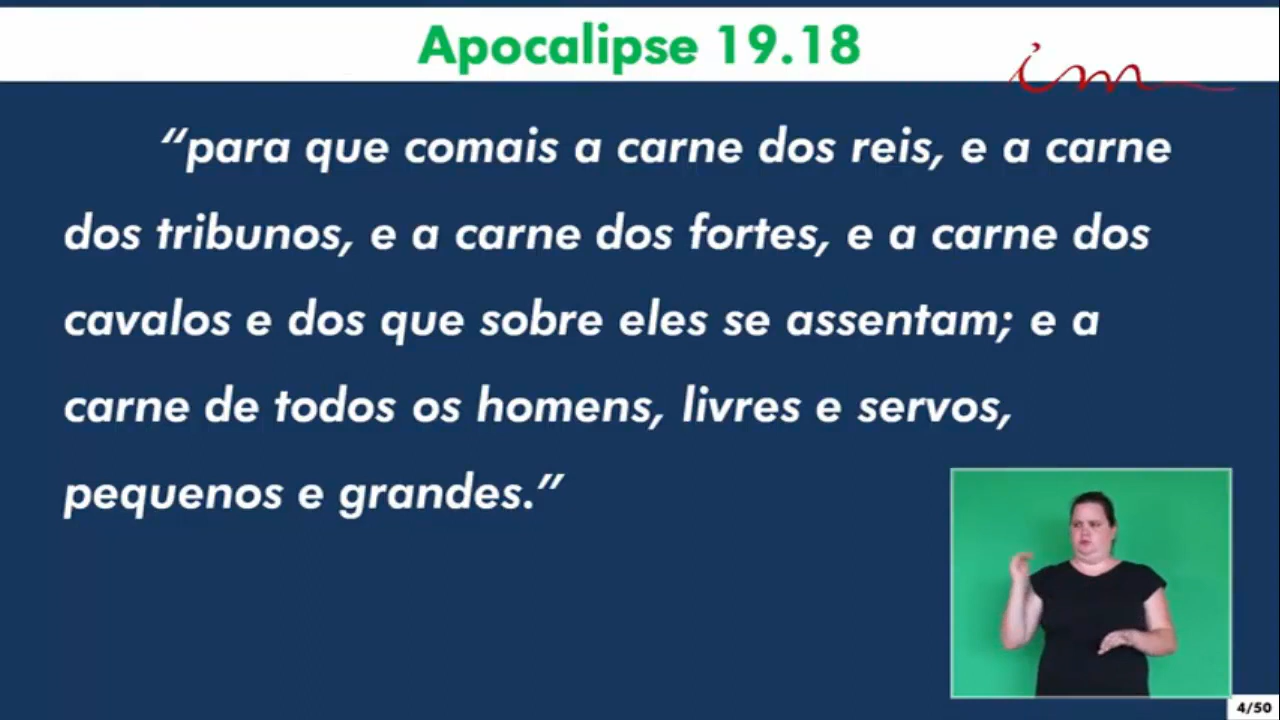 Apocalipse 19.18
im
“para que comais a carne dos reis, e a carne
dos tribunos, e a carne dos fortes, e a carne dos
cavalos e dos que sobre eles se assentam; e a
carne de todos os homens, livres e servos,
pequenos e grandes.”
4/50